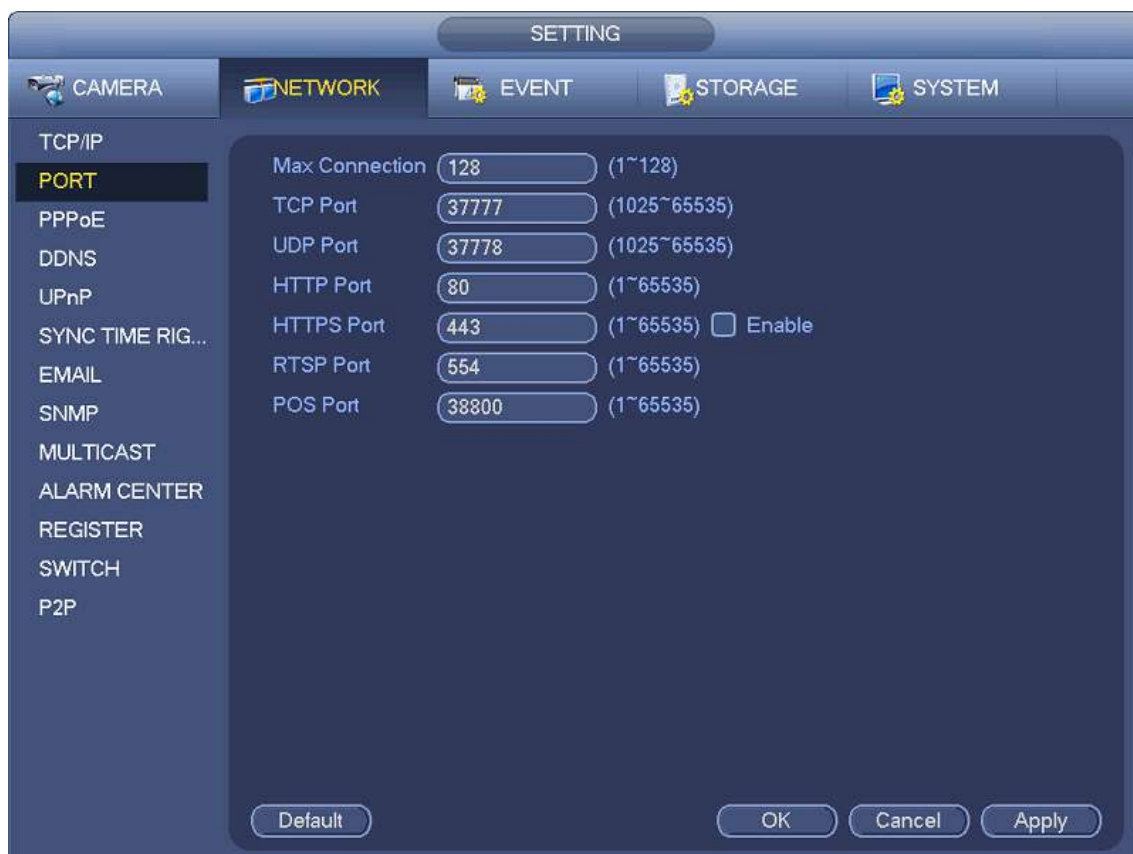 SETTING
CAMERA NETWORK EVENT STORAGE SYSTEM
TCP/IP
PORT
PPPoE
DDNS
UPnP
SYNC TIME RIG...
EMAIL
SNMP
MULTICAST
ALARM CENTER
REGISTER
SWITCH
P2P
Max Connection 128 (1~128)
TCP Port 37777 (1025~65535)
UDP Port 37778 (1025~65535)
HTTP Port 80 (1~65535)
HTTPS Port 443 (1~65535) Enable
RTSP Port 554 (1~65535)
POS Port 38800 (1~65535)
Default OK Cancel Apply